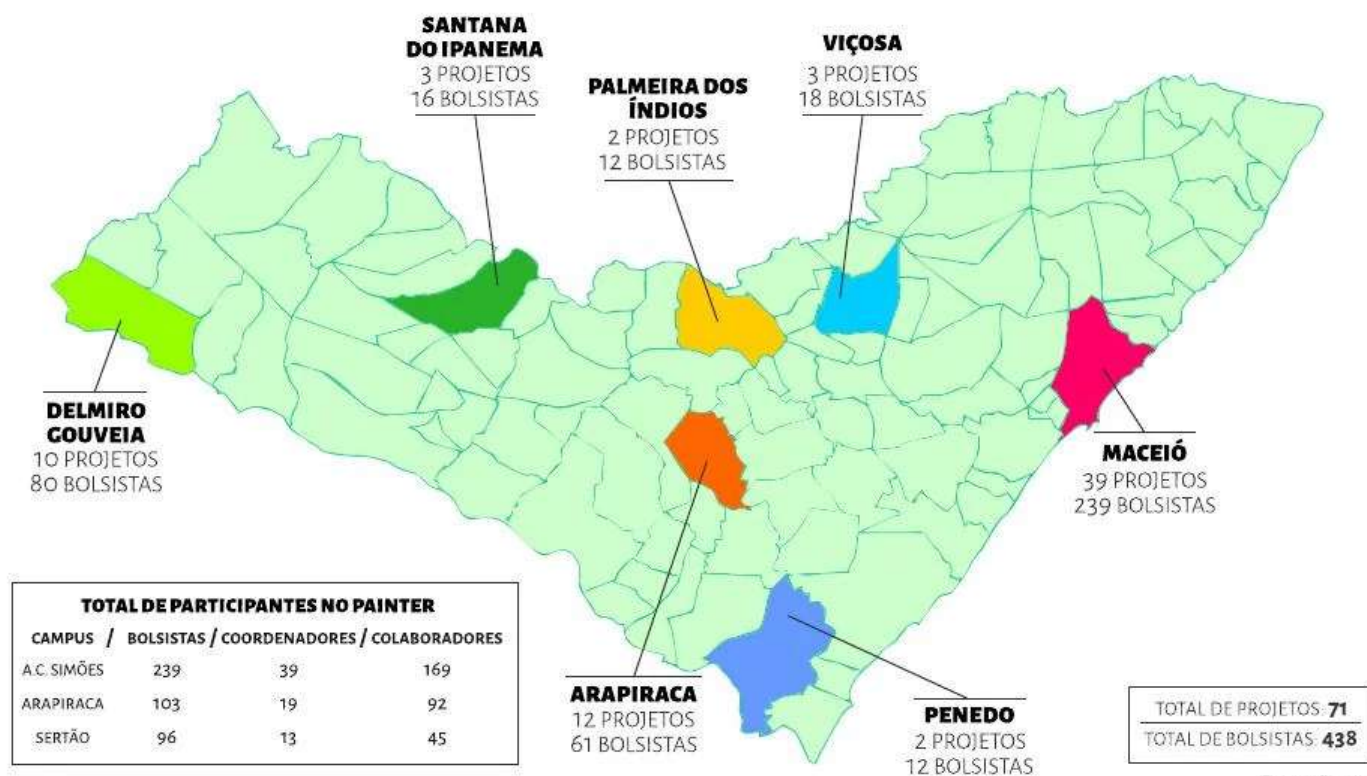 SANTANA
DO IPANEMA
3 PROJETOS
16 BOLSISTAS
PALMEIRA DOS
ÍNDIOS
2 PROJETOS
12 BOLSISTAS
VIÇOSA
3 PROJETOS
18 BOLSISTAS
DELMIRO
GOUVEIA
10 PROJETOS
80 BOLSISTAS
MACEIÓ
39 PROJETOS
239 BOLSISTAS
TOTAL DE PARTICIPANTES NO PAINTER
CAMPUS / BOLSISTAS / COORDENADORES / COLABORADORES
A.C. SIMÕES 239 39 169
ARAPIRACA 103 19 92
SERTÃO 96 13 45
ARAPIRACA
12 PROJETOS
61 BOLSISTAS
PENEDO
2 PROJETOS
12 BOLSISTAS
TOTAL DE PROJETOS: 71
TOTAL DE BOLSISTAS: 438